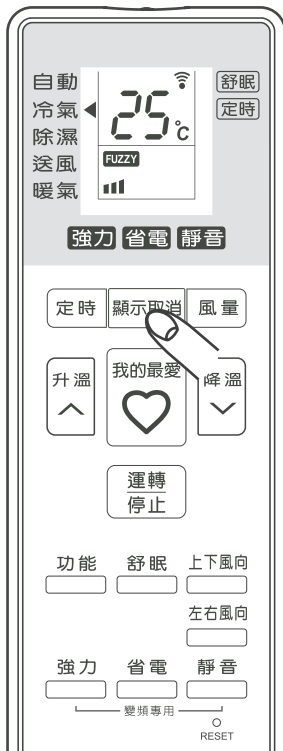 自動
冷氣
除濕
送風
暖氣
25°C
FUZZY
舒眠
定時
強力 省電 靜音
定時 顯示取消 風量
升溫 我的最愛 降溫
運轉
停止
功能 舒眠 上下風向
左右風向
強力 省電 靜音
變頻專用
RESET